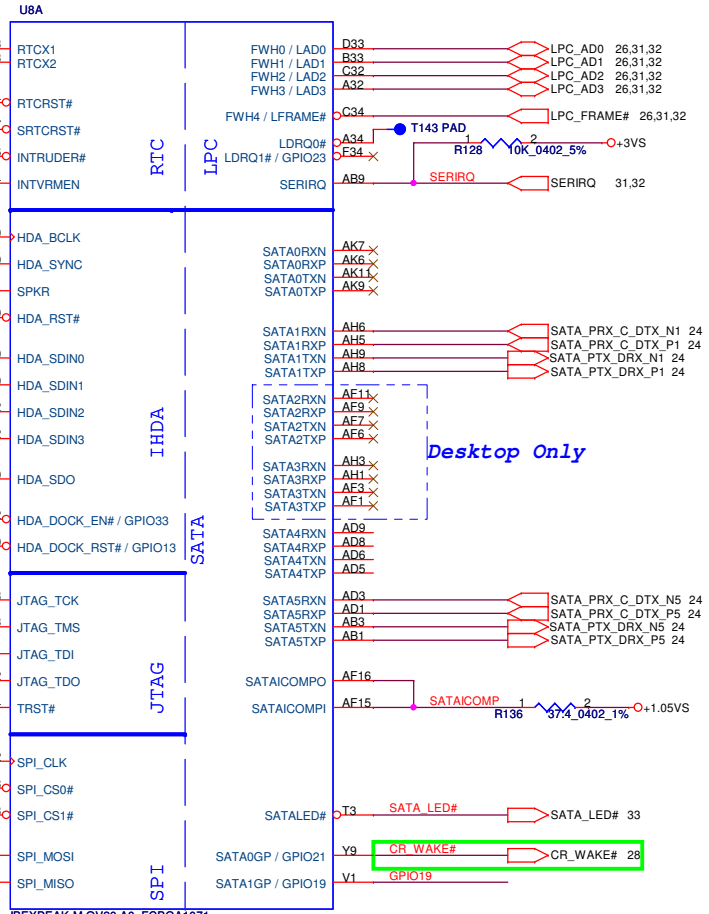 U8A
RTCX1
RTCX2
RTCRST#
SRTCRST#
INTRUDER#
INTVRMEN
RTC
LPC
FWH0 / LAD0 D33 LPC_AD0 26,31,32
FWH1 / LAD1 B33 LPC_AD1 26,31,32
FWH2 / LAD2 C32 LPC_AD2 26,31,32
FWH3 / LAD3 A32 LPC_AD3 26,31,32
FWH4 / LFRAME# C34 LPC_FRAME# 26,31,32
LDRQ0# A34 T143 PAD
LDRQ1# / GPIO23 F34
1 2 +3VS
R128 10K_0402_5%
SERIRQ AB9 SERIRQ SERIRQ 31,32
HDA_BCLK
HDA_SYNC
SPKR
HDA_RST#
HDA_SDIN0
HDA_SDIN1
HDA_SDIN2
HDA_SDIN3
HDA_SDO
HDA_DOCK_EN# / GPIO33
HDA_DOCK_RST# / GPIO13
IHDA
SATA
SATA0RXN AK7
SATA0RXP AK6
SATA0TXN AK11
SATA0TXP AK9
SATA1RXN AH6 SATA_PRX_C_DTX_N1 24
SATA1RXP AH5 SATA_PRX_C_DTX_P1 24
SATA1TXN AH9 SATA_PTX_DRX_N1 24
SATA1TXP AH8 SATA_PTX_DRX_P1 24
SATA2RXN AF11
SATA2RXP AF9
SATA2TXN AF7
SATA2TXP AF6
Desktop Only
SATA3RXN AH3
SATA3RXP AH1
SATA3TXN AF3
SATA3TXP AF1
SATA4RXN AD9
SATA4RXP AD8
SATA4TXN AD6
SATA4TXP AD5
SATA5RXN AD3 SATA_PRX_C_DTX_N5 24
SATA5RXP AD1 SATA_PRX_C_DTX_P5 24
SATA5TXN AB3 SATA_PTX_DRX_N5 24
SATA5TXP AB1 SATA_PTX_DRX_P5 24
JTAG_TCK
JTAG_TMS
JTAG_TDI
JTAG_TDO
TRST#
JTAG
SATAICOMPO AF16
SATAICOMPI AF15 SATAICOMP 1 2 +1.05VS
R136 37.4_0402_1%
SPI_CLK
SPI_CS0#
SPI_CS1#
SPI_MOSI
SPI_MISO
SPI
SATALED# T3 SATA_LED# SATA_LED# 33
SATA0GP / GPIO21 Y9 CR_WAKE# CR_WAKE# 28
SATA1GP / GPIO19 V1 GPIO19